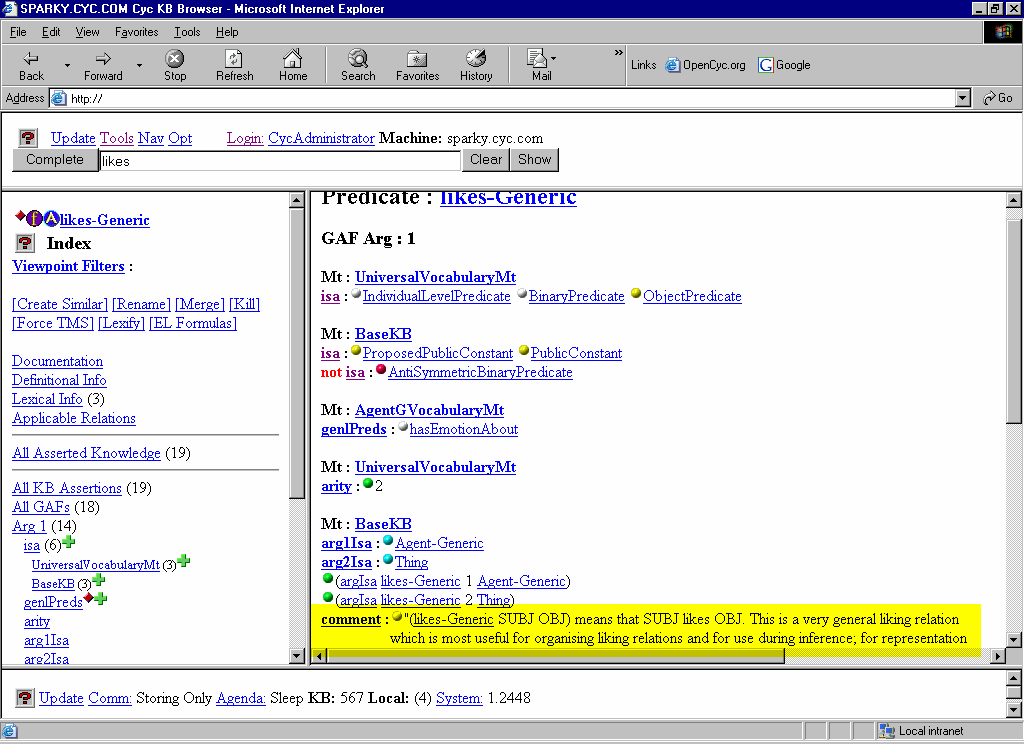 SPARKY.CYC.COM Cyc KB Browser - Microsoft Internet Explorer
File Edit View Favorites Tools Help
Back Forward Stop Refresh Home Search Favorites History Mail » Links OpenCyc.org G Google
Address http:// Go
? Update Tools Nav Opt Login: CycAdministrator Machine: sparky.cyc.com
Complete likes Clear Show
f A likes-Generic
? Index
Viewpoint Filters :
[Create Similar] [Rename] [Merge] [Kill]
[Force TMS] [Lexify] [EL Formulas]
Documentation
Definitional Info
Lexical Info (3)
Applicable Relations
All Asserted Knowledge (19)
All KB Assertions (19)
All GAFs (18)
Arg 1 (14)
isa (6)
UniversalVocabularyMt (3)
BaseKB (3)
genlPreds
arity
arg1Isa
arg2Isa
Predicate : likes-Generic
GAF Arg : 1
Mt : UniversalVocabularyMt
isa : IndividualLevelPredicate BinaryPredicate ObjectPredicate
Mt : BaseKB
isa : ProposedPublicConstant PublicConstant
not isa : AntiSymmetricBinaryPredicate
Mt : AgentGVocabularyMt
genlPreds : hasEmotionAbout
Mt : UniversalVocabularyMt
arity : 2
Mt : BaseKB
arg1Isa : Agent-Generic
arg2Isa : Thing
(argIsa likes-Generic 1 Agent-Generic)
(argIsa likes-Generic 2 Thing)
comment : "(likes-Generic SUBJ OBJ) means that SUBJ likes OBJ. This is a very general liking relation
which is most useful for organising liking relations and for use during inference; for representation
? Update Comm: Storing Only Agenda: Sleep KB: 567 Local: (4) System: 1.2448
Local intranet